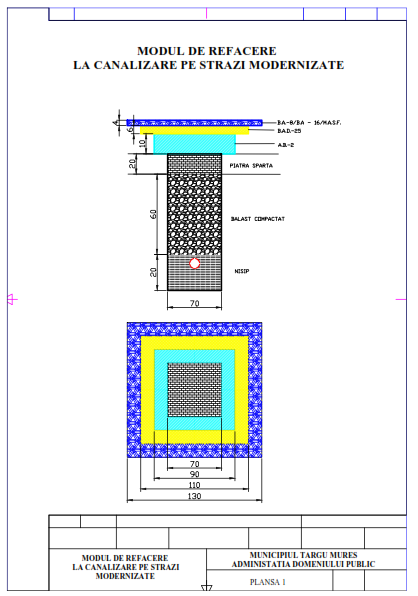 MODUL DE REFACERE
LA CANALIZARE PE STRAZI MODERNIZATE
4
B.A.-8/BA - 16/M.A.S.F.
6
B.A.D.-25
10
A.B.-2
20
PIATRA SPARTA
60
BALAST COMPACTAT
20
NISIP
70
70
90
110
130
MODUL DE REFACERE
LA CANALIZARE PE STRAZI
MODERNIZATE
MUNICIPIUL TARGU MURES
ADMINISTATIA DOMENIULUI PUBLIC
PLANSA 1